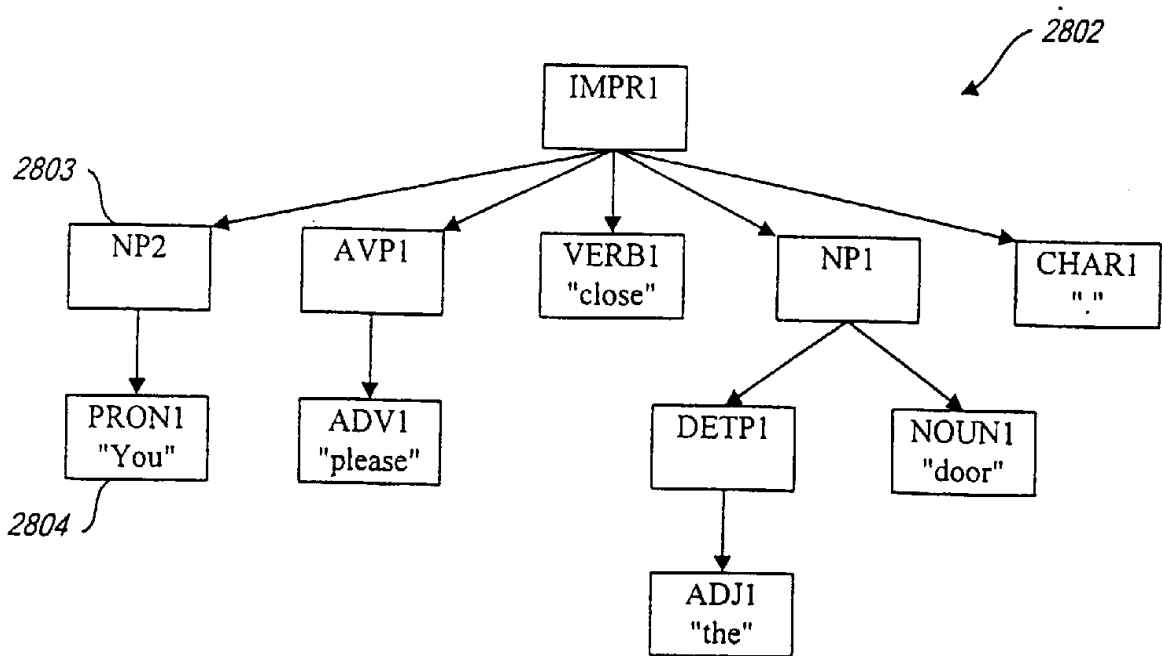 2802
IMPR1
2803
NP2
AVP1
VERB1
"close"
NP1
CHAR1
"."
PRON1
"You"
ADV1
"please"
DETP1
NOUN1
"door"
2804
ADJ1
"the"